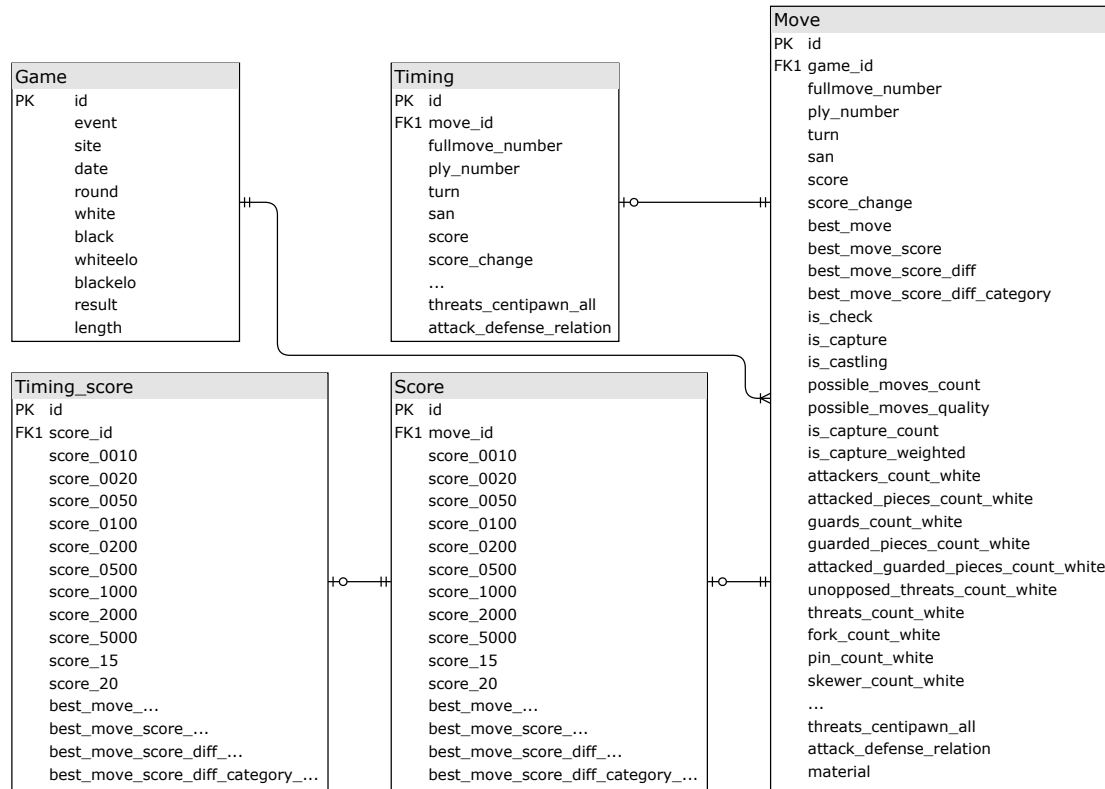 Game
PK id
event
site
date
round
white
black
whiteelo
blackelo
result
length
Timing
PK id
FK1 move_id
fullmove_number
ply_number
turn
san
score
score_change
...
threats_centipawn_all
attack_defense_relation
Move
PK id
FK1 game_id
fullmove_number
ply_number
turn
san
score
score_change
best_move
best_move_score
best_move_score_diff
best_move_score_diff_category
is_check
is_capture
is_castling
possible_moves_count
possible_moves_quality
is_capture_count
is_capture_weighted
attackers_count_white
attacked_pieces_count_white
guards_count_white
guarded_pieces_count_white
attacked_guarded_pieces_count_white
unopposed_threats_count_white
threats_count_white
fork_count_white
pin_count_white
skewer_count_white
...
threats_centipawn_all
attack_defense_relation
material
Timing_score
PK id
FK1 score_id
score_0010
score_0020
score_0050
score_0100
score_0200
score_0500
score_1000
score_2000
score_5000
score_15
score_20
best_move_...
best_move_score_...
best_move_score_diff_...
best_move_score_diff_category_...
Score
PK id
FK1 move_id
score_0010
score_0020
score_0050
score_0100
score_0200
score_0500
score_1000
score_2000
score_5000
score_15
score_20
best_move_...
best_move_score_...
best_move_score_diff_...
best_move_score_diff_category_...